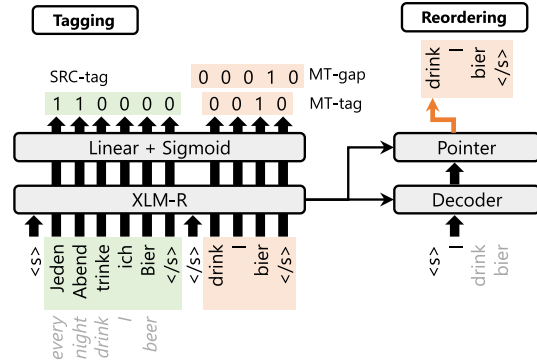 Tagging
Reordering
SRC-tag
1 1 0 0 0 0
0 0 0 1 0
MT-gap
0 0 1 0
MT-tag
drink
I
bier
</s>
Linear + Sigmoid
Pointer
XLM-R
Decoder
<s>
Jeden
Abend
trinke
ich
Bier
</s>
</s>
drink
I
bier
</s>
<s>
I
drink
bier
every
night
drink
I
beer